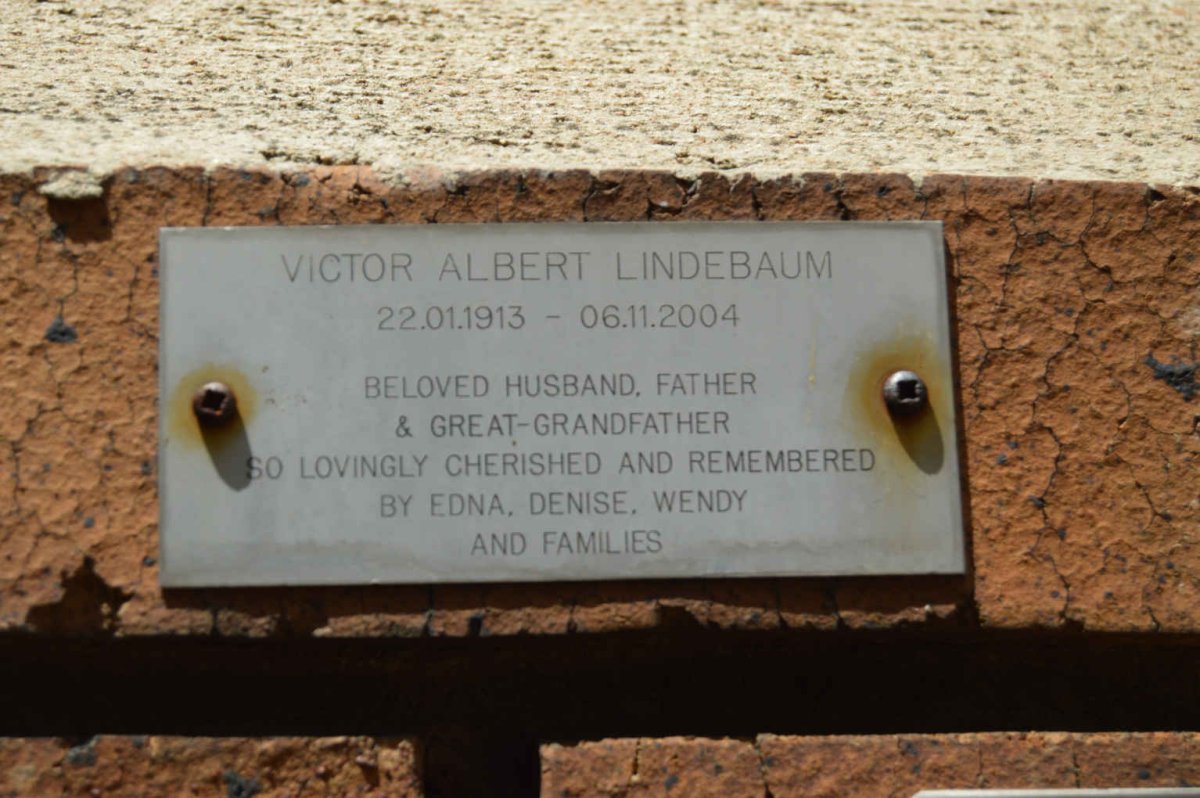 VICTOR ALBERT LINDEBAUM
22.01.1913 - 06.11.2004
BELOVED HUSBAND, FATHER
& GREAT-GRANDFATHER
SO LOVINGLY CHERISHED AND REMEMBERED
BY EDNA, DENISE, WENDY
AND FAMILIES